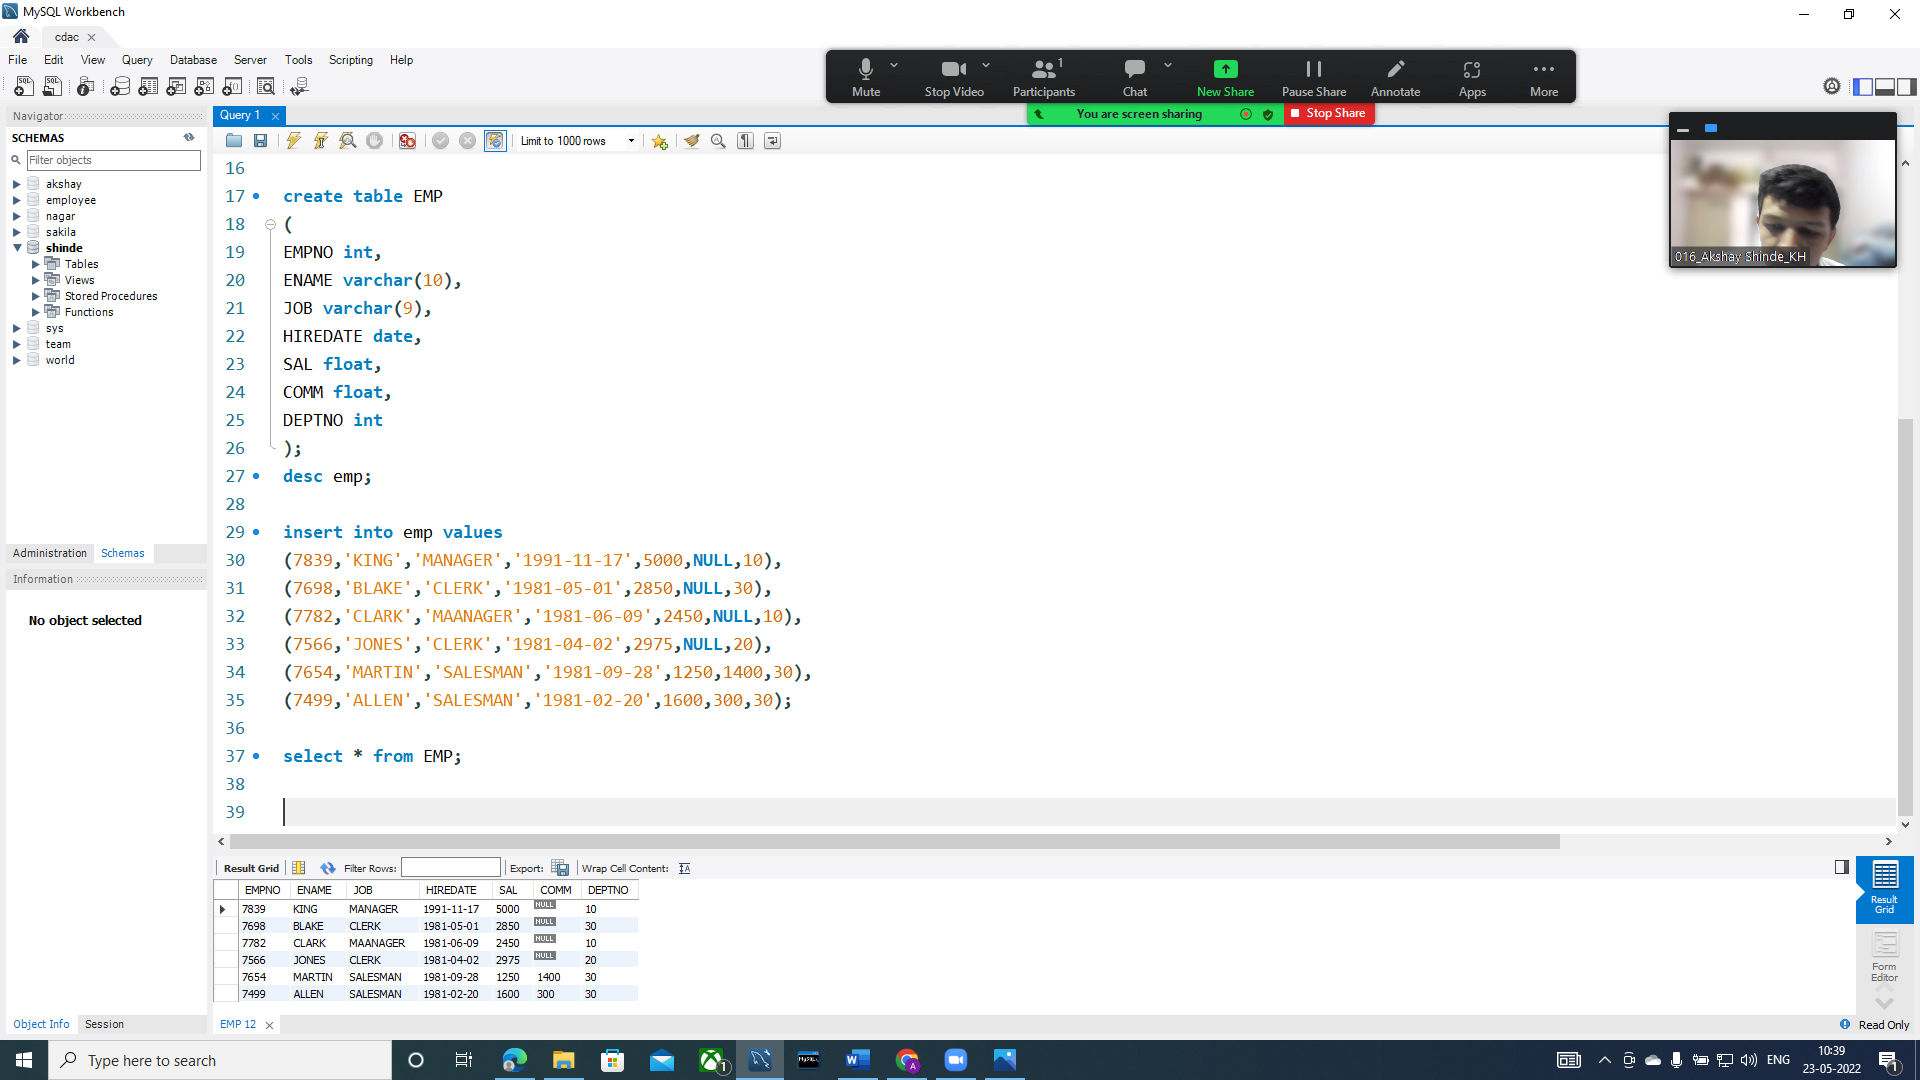 MySQL Workbench
cdac
File Edit View Query Database Server Tools Scripting Help
Mute Stop Video Participants 1 Chat New Share Pause Share Annotate Apps More
You are screen sharing Stop Share
016_Akshay Shinde_KH
Navigator
SCHEMAS
Filter objects
akshay
employee
nagar
sakila
shinde
Tables
Views
Stored Procedures
Functions
sys
team
world
Administration Schemas
Information
No object selected
Object Info Session
Query 1
Limit to 1000 rows
16
17 create table EMP
18 (
19 EMPNO int,
20 ENAME varchar(10),
21 JOB varchar(9),
22 HIREDATE date,
23 SAL float,
24 COMM float,
25 DEPTNO int
26 );
27 desc emp;
28
29 insert into emp values
30 (7839,'KING','MANAGER','1991-11-17',5000,NULL,10),
31 (7698,'BLAKE','CLERK','1981-05-01',2850,NULL,30),
32 (7782,'CLARK','MAANAGER','1981-06-09',2450,NULL,10),
33 (7566,'JONES','CLERK','1981-04-02',2975,NULL,20),
34 (7654,'MARTIN','SALESMAN','1981-09-28',1250,1400,30),
35 (7499,'ALLEN','SALESMAN','1981-02-20',1600,300,30);
36
37 select * from EMP;
38
39
Result Grid Filter Rows: Export: Wrap Cell Content:
EMPNO ENAME JOB HIREDATE SAL COMM DEPTNO
7839 KING MANAGER 1991-11-17 5000 NULL 10
7698 BLAKE CLERK 1981-05-01 2850 NULL 30
7782 CLARK MAANAGER 1981-06-09 2450 NULL 10
7566 JONES CLERK 1981-04-02 2975 NULL 20
7654 MARTIN SALESMAN 1981-09-28 1250 1400 30
7499 ALLEN SALESMAN 1981-02-20 1600 300 30
Result
Grid
Form
Editor
EMP 12
Read Only
Type here to search
ENG
10:39
23-05-2022